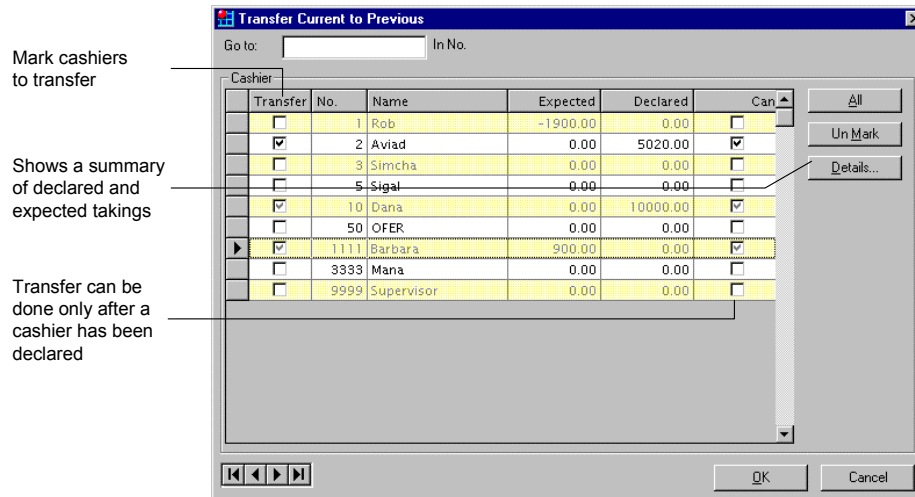 Transfer Current to Previous
Go to: In No.
Mark cashiers
to transfer
Cashier
Transfer No. Name Expected Declared Can
1 Rob -1900.00 0.00
2 Aviad 0.00 5020.00
3 Simcha 0.00 0.00
5 Sigal 0.00 0.00
10 Dana 0.00 10000.00
50 OFER 0.00 0.00
1111 Barbara 900.00 0.00
3333 Mana 0.00 0.00
9999 Supervisor 0.00 0.00
All
Un Mark
Details...
Shows a summary
of declared and
expected takings
Transfer can be
done only after a
cashier has been
declared
OK Cancel